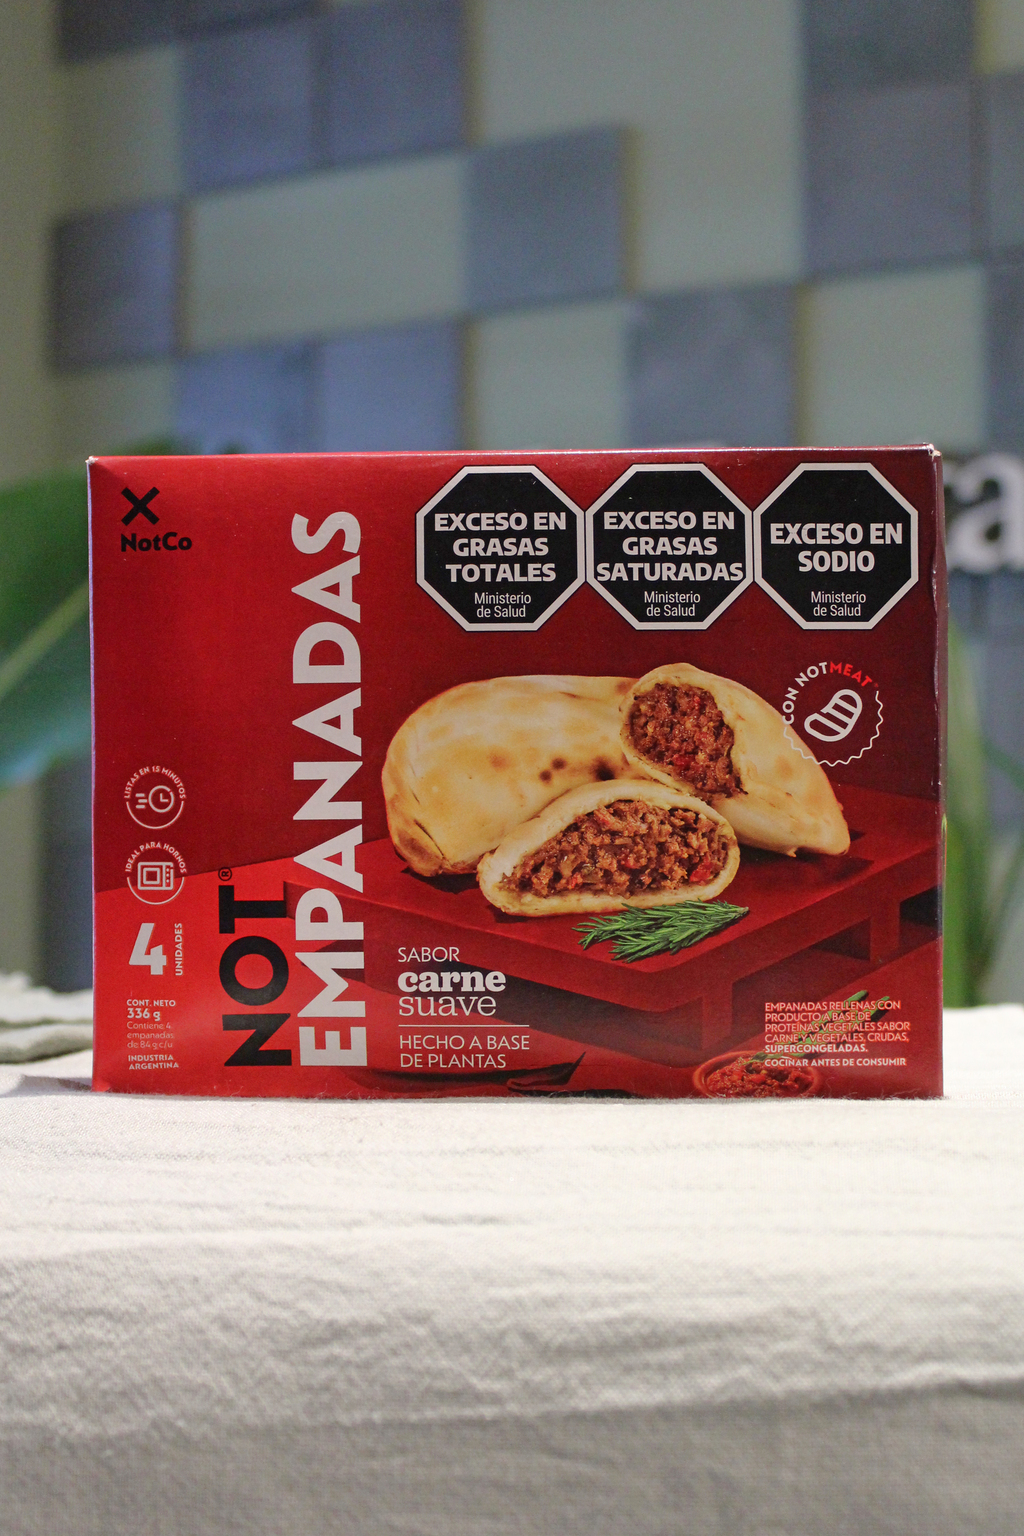 NotCo
NOT®
EMPANADAS
EXCESO EN
GRASAS
TOTALES
Ministerio
de Salud
EXCESO EN
GRASAS
SATURADAS
Ministerio
de Salud
EXCESO EN
SODIO
Ministerio
de Salud
CON NOTMEAT
LISTAS EN 15 MINUTOS
IDEAL PARA HORNOS
4
UNIDADES
CONT. NETO
336 g
Contiene 4
empanadas
de 84 g c/u
INDUSTRIA
ARGENTINA
SABOR
carne
suave
HECHO A BASE
DE PLANTAS
EMPANADAS RELLENAS CON
PRODUCTO A BASE DE
PROTEÍNAS VEGETALES SABOR
CARNE Y VEGETALES, CRUDAS,
SUPERCONGELADAS.
COCINAR ANTES DE CONSUMIR
ra